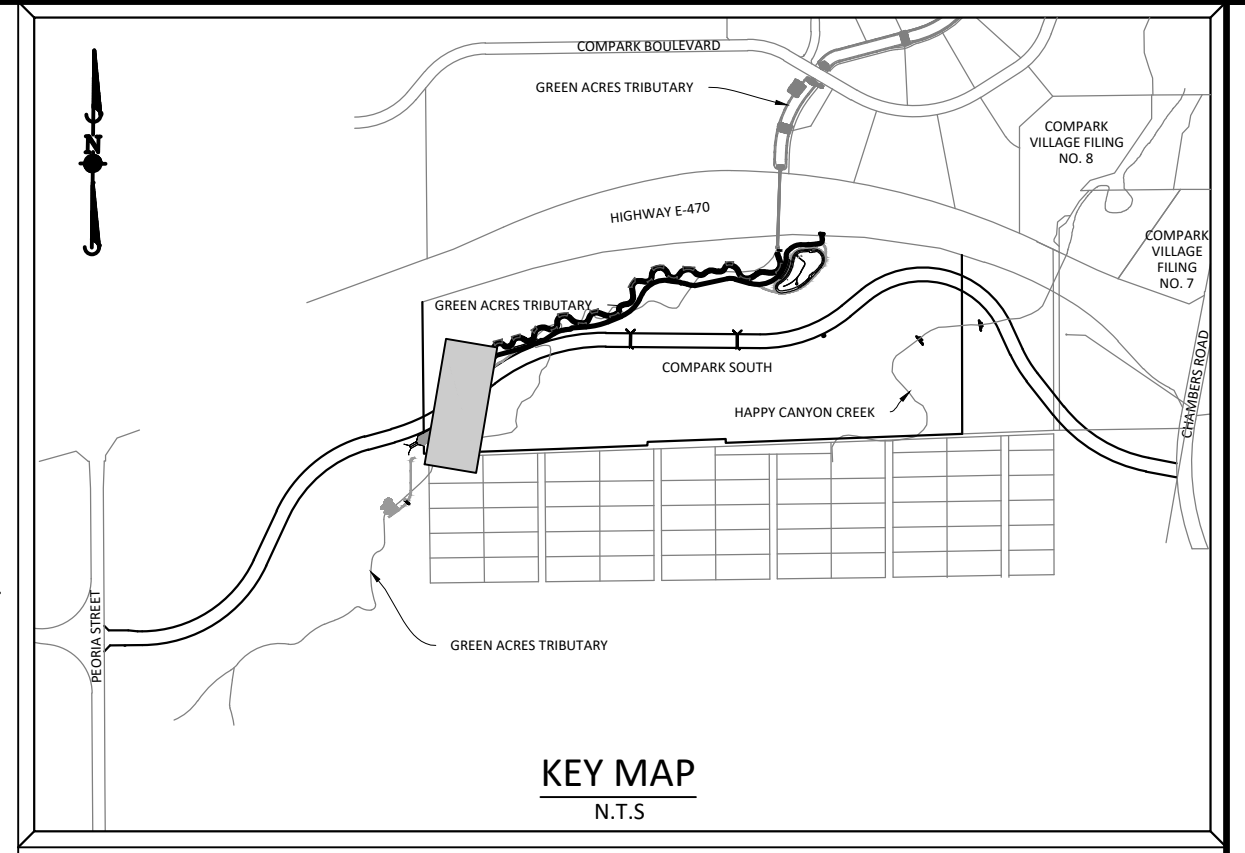 COMPARK BOULEVARD
GREEN ACRES TRIBUTARY
COMPARK
VILLAGE FILING
NO. 8
N
HIGHWAY E-470
COMPARK
VILLAGE
FILING
NO. 7
GREEN ACRES TRIBUTARY
COMPARK SOUTH
CHAMBERS ROAD
HAPPY CANYON CREEK
PEORIA STREET
GREEN ACRES TRIBUTARY
KEY MAP
N.T.S